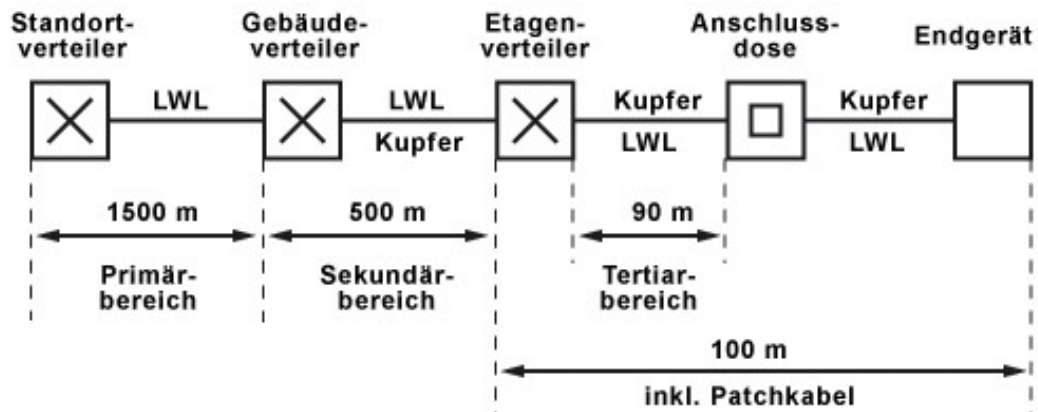 Standort-
verteiler
Gebäude-
verteiler
Etagen-
verteiler
Anschluss-
dose
Endgerät
LWL
LWL
Kupfer
Kupfer
LWL
Kupfer
LWL
1500 m
500 m
90 m
Primär-
bereich
Sekundär-
bereich
Tertiar-
bereich
100 m
inkl. Patchkabel